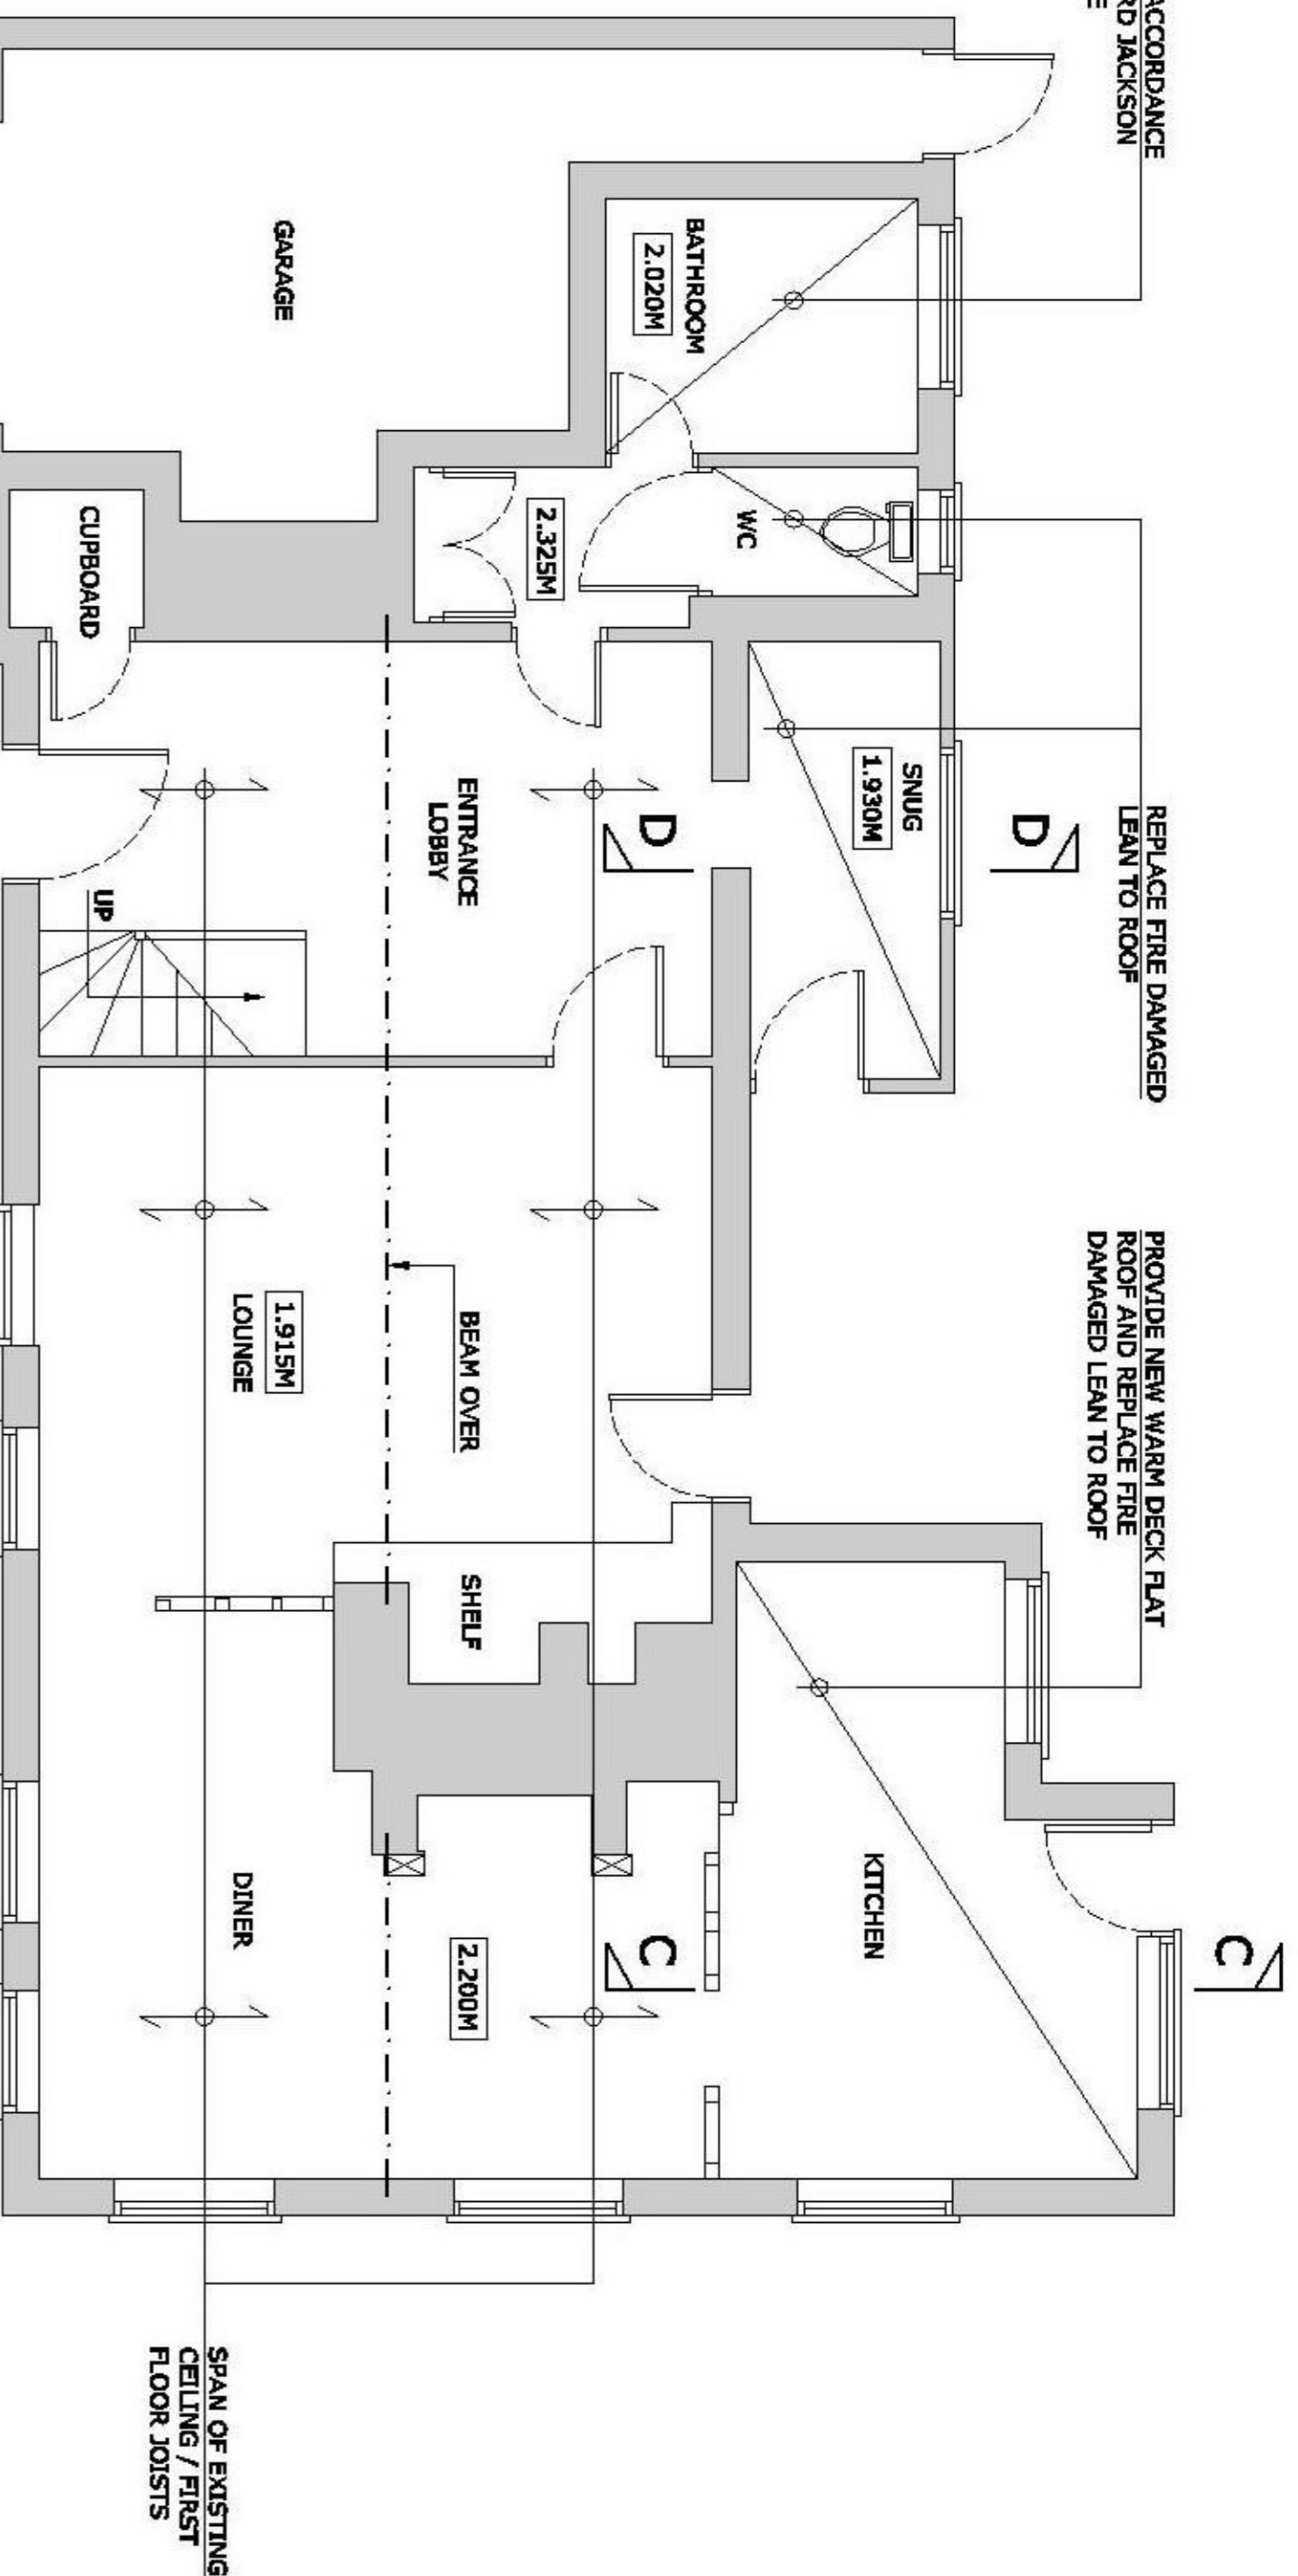 ACCORDANCE
RD JACKSON
E
REPLACE FIRE DAMAGED
LEAN TO ROOF
PROVIDE NEW WARM DECK FLAT
ROOF AND REPLACE FIRE
DAMAGED LEAN TO ROOF
C
D
SNUG
1.930M
KITCHEN
BATHROOM
2.020M
WC
D
C
2.325M
GARAGE
ENTRANCE
LOBBY
BEAM OVER
SHELF
2.200M
1.915M
LOUNGE
DINER
CUPBOARD
UP
SPAN OF EXISTING
CEILING / FIRST
FLOOR JOISTS